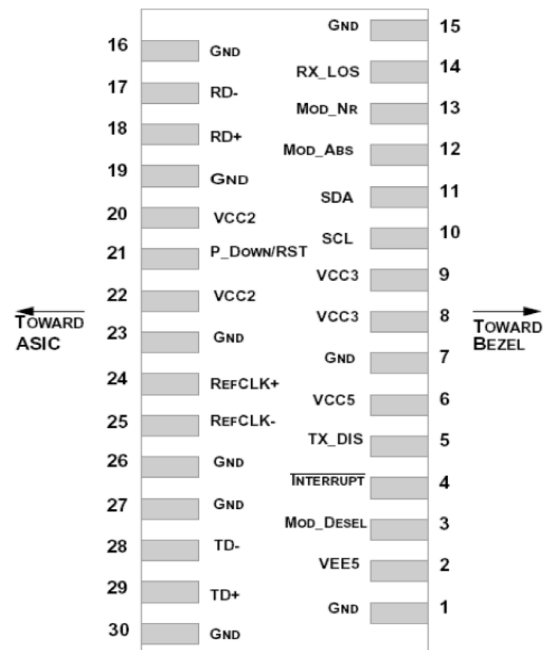 GND 15
16 GND
RX_LOS 14
17 RD-
MOD_NR 13
18 RD+
MOD_ABS 12
19 GND
SDA 11
20 VCC2
SCL 10
21 P_DOWN/RST
VCC3 9
22 VCC2
VCC3 8
TOWARD
ASIC
TOWARD
BEZEL
23 GND
GND 7
24 REFCLK+
VCC5 6
25 REFCLK-
TX_DIS 5
26 GND
INTERRUPT 4
27 GND
MOD_DESEL 3
28 TD-
VEE5 2
29 TD+
GND 1
30 GND